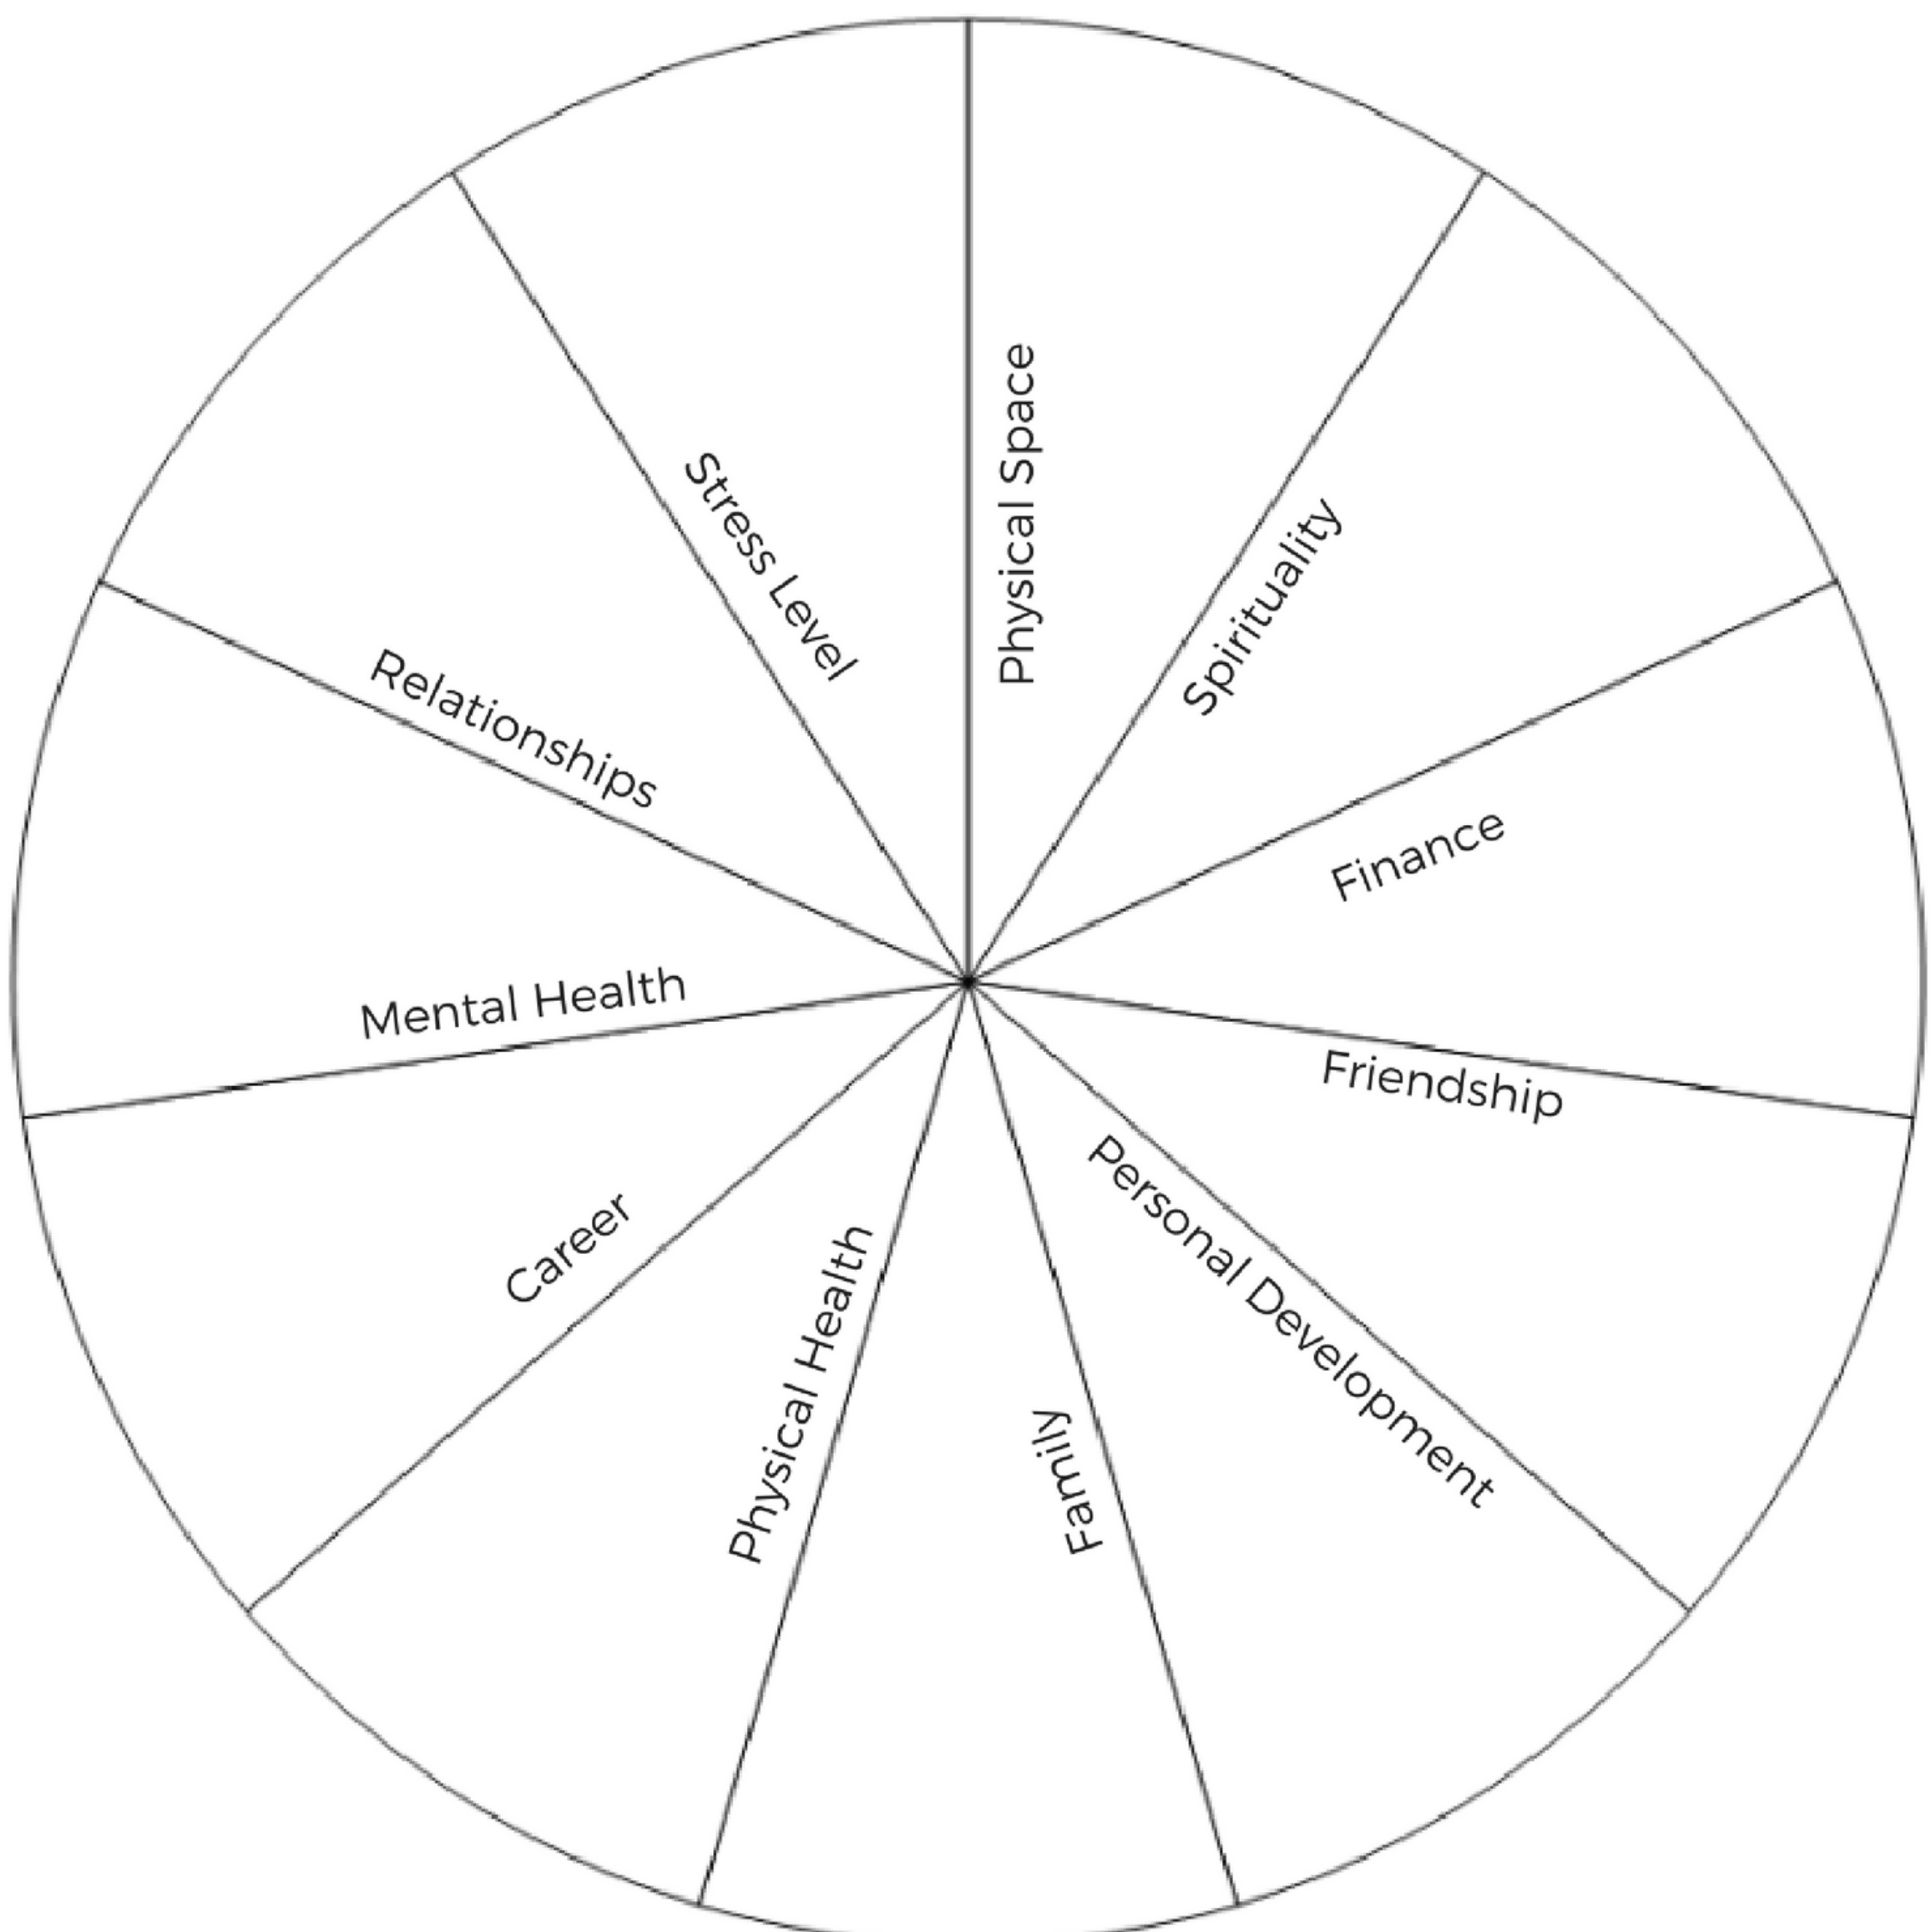 Physical Space
Spirituality
Finance
Friendship
Personal Development
Family
Physical Health
Career
Mental Health
Relationships
Stress Level